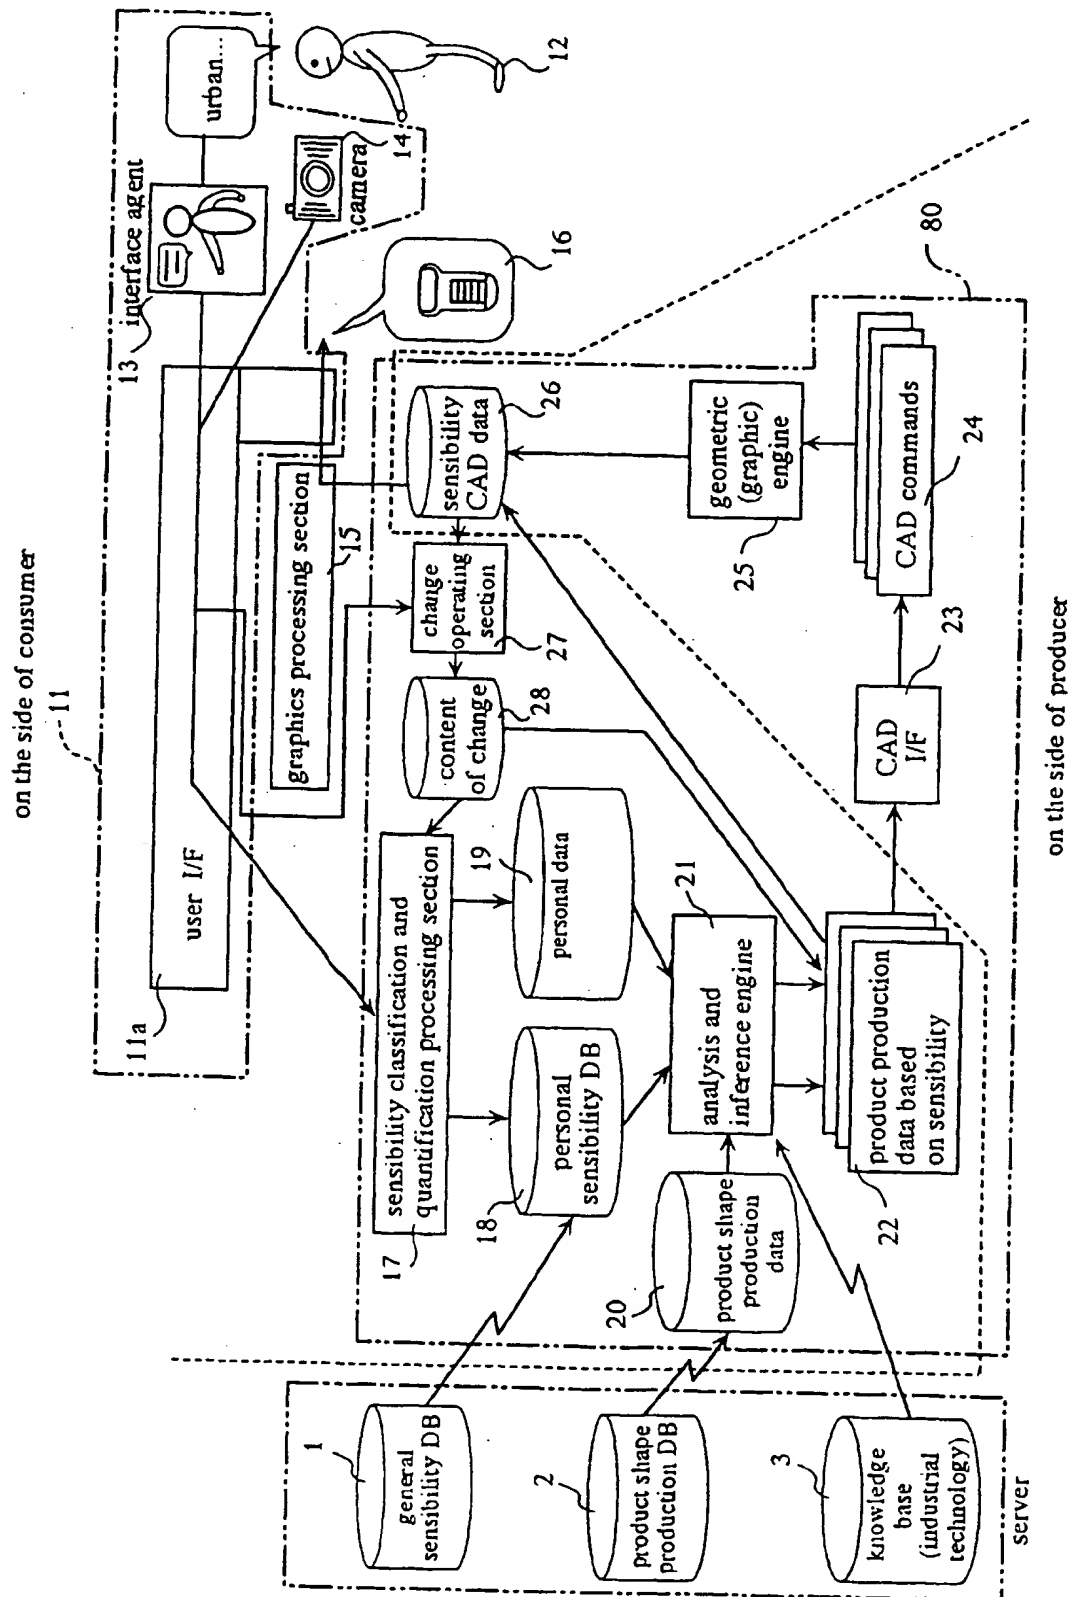 on the side of consumer
11
11a
user I/F
13
interface agent
urban...
12
14
camera
16
graphics processing section
15
sensibility classification and
quantification processing section
17
content
of change
28
change
operating
section
27
sensibility
CAD data
26
18
personal
sensibility DB
19
personal data
20
product shape
production
data
analysis and
inference engine
21
product production
data based
on sensibility
22
CAD
I/F
23
CAD commands
24
geometric
(graphic)
engine
25
80
on the side of producer
1
general
sensibility DB
2
product shape
production DB
3
knowledge
base
(industrial
technology)
server